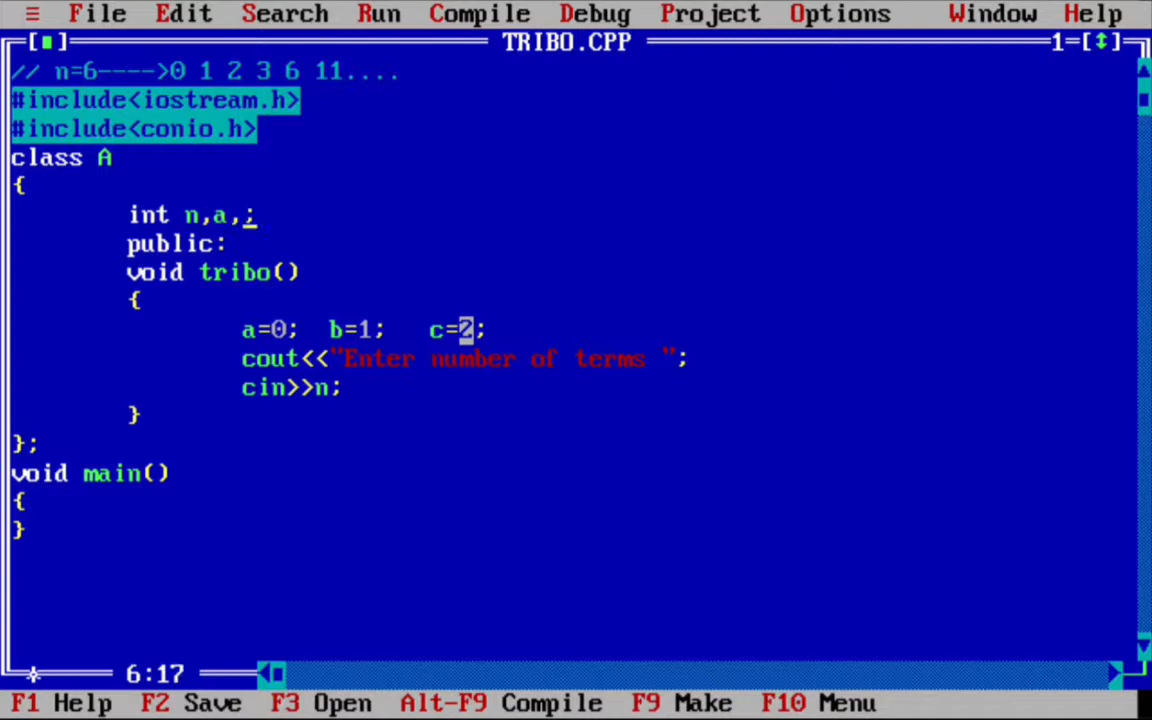 ≡ File Edit Search Run Compile Debug Project Options Window Help
[■] TRIBO.CPP 1=[↕]
// n=6---->0 1 2 3 6 11....
#include<iostream.h>
#include<conio.h>
class A
{
int n,a,;
public:
void tribo()
{
a=0; b=1; c=2;
cout<<"Enter number of terms ";
cin>>n;
}
};
void main()
{
}
6:17
F1 Help F2 Save F3 Open Alt-F9 Compile F9 Make F10 Menu